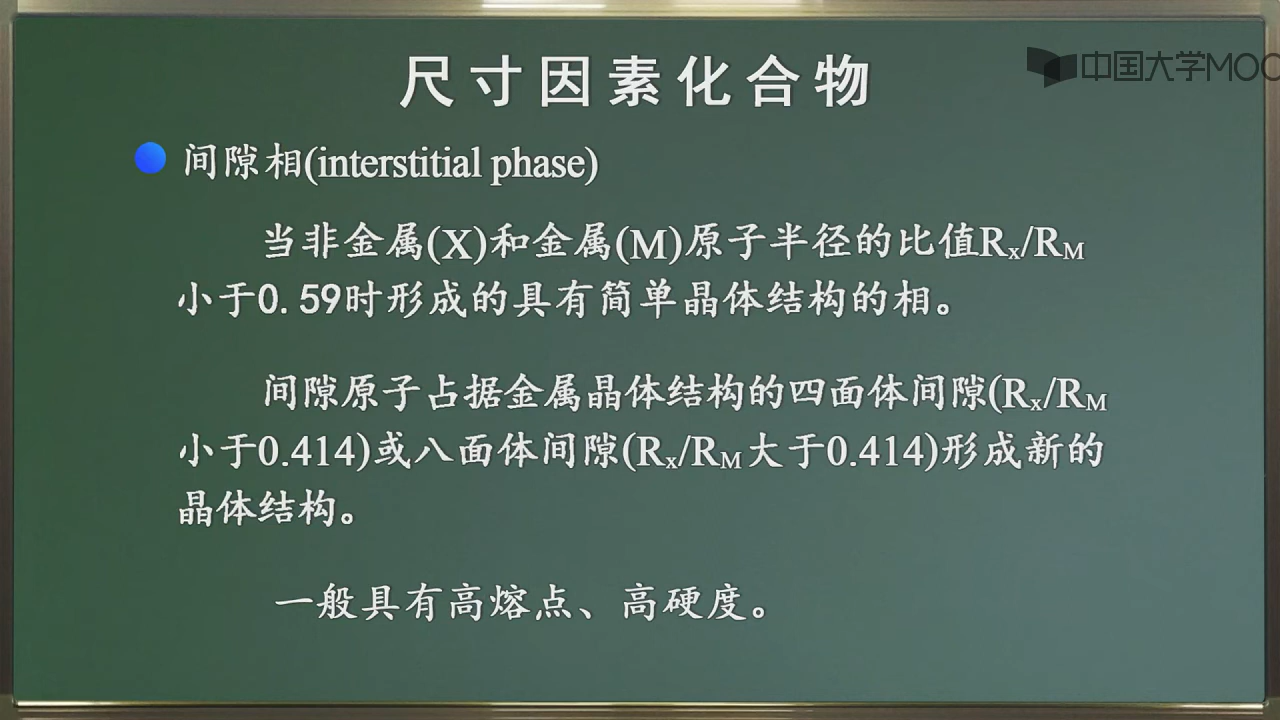 尺寸因素化合物
中国大学MOO
间隙相(interstitial phase)
当非金属(X)和金属(M)原子半径的比值Rx/RM
小于0.59时形成的具有简单晶体结构的相。
间隙原子占据金属晶体结构的四面体间隙(Rx/RM
小于0.414)或八面体间隙(Rx/RM大于0.414)形成新的
晶体结构。
一般具有高熔点、高硬度。